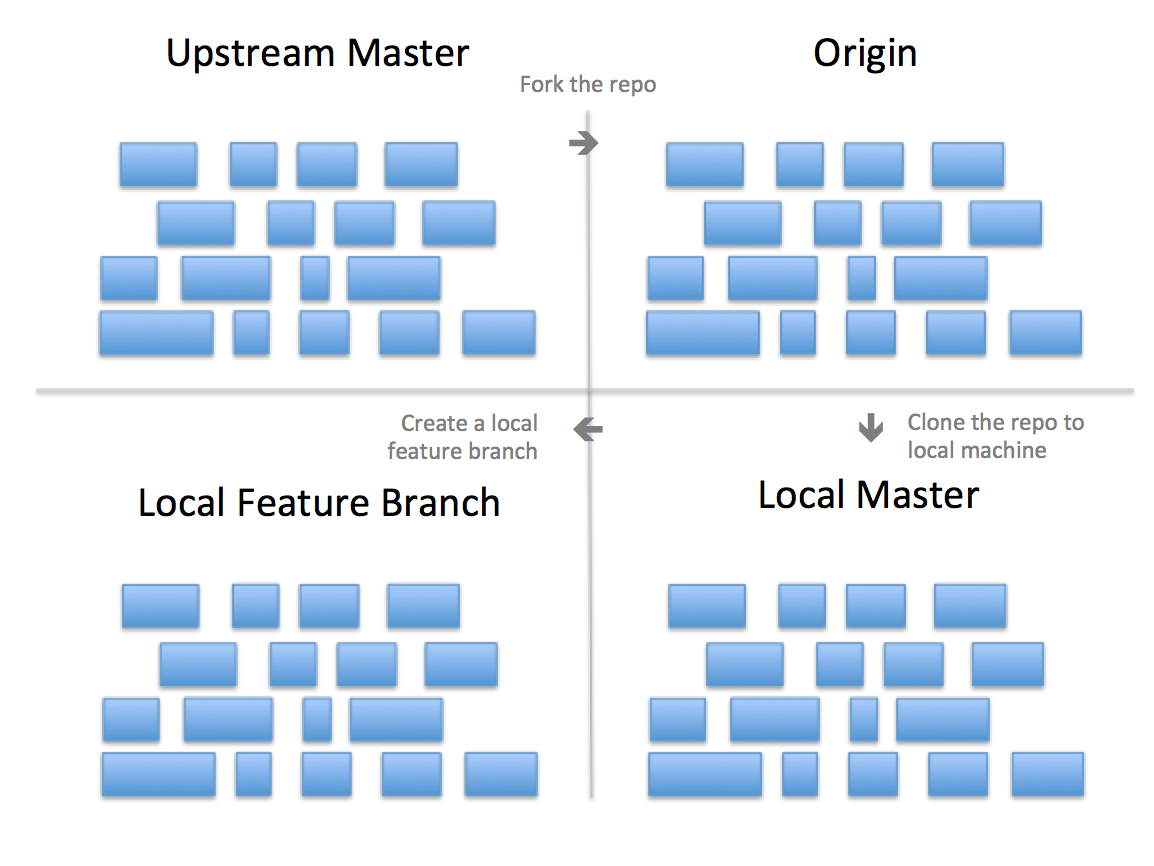 Upstream Master
Origin
Fork the repo
Create a local
feature branch
Clone the repo to
local machine
Local Feature Branch
Local Master